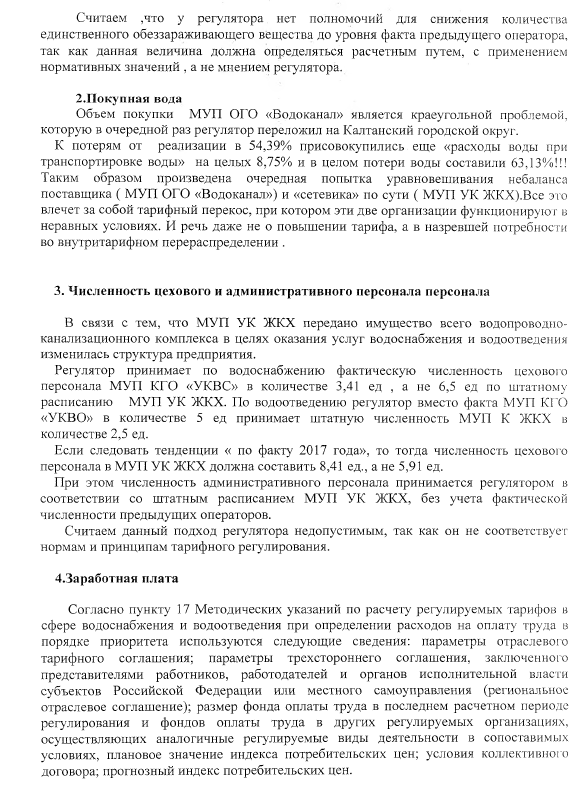 Считаем ,что у регулятора нет полномочий для снижения количества
единственного обеззараживающего вещества до уровня факта предыдущего оператора,
так как данная величина должна определяться расчетным путем, с применением
нормативных значений , а не мнением регулятора.
2.Покупная вода
Объем покупки МУП ОГО «Водоканал» является краеугольной проблемой,
которую в очередной раз регулятор переложил на Калтанский городской округ.
К потерям от реализации в 54,39% присовокупились еще «расходы воды при
транспортировке воды» на целых 8,75% и в целом потери воды составили 63,13%!!!
Таким образом произведена очередная попытка уравновешивания небаланса
поставщика ( МУП ОГО «Водоканал») и «сетевика» по сути ( МУП УК ЖКХ).Все это
влечет за собой тарифный перекос, при котором эти две организации функционируют в
неравных условиях. И речь даже не о повышении тарифа, а в назревшей потребности
во внутритарифном перераспределении .
3. Численность цехового и административного персонала персонала
В связи с тем, что МУП УК ЖКХ передано имущество всего водопроводно-
канализационного комплекса в целях оказания услуг водоснабжения и водоотведения
изменилась структура предприятия.
Регулятор принимает по водоснабжению фактическую численность цехового
персонала МУП КГО «УКВС» в количестве 3,41 ед , а не 6,5 ед по штатному
расписанию МУП УК ЖКХ. По водоотведению регулятор вместо факта МУП КГО
«УКВО» в количестве 5 ед принимает штатную численность МУП К ЖКХ в
количестве 2,5 ед.
Если следовать тенденции « по факту 2017 года», то тогда численность цехового
персонала в МУП УК ЖКХ должна составить 8,41 ед., а не 5,91 ед.
При этом численность административного персонала принимается регулятором в
соответствии со штатным расписанием МУП УК ЖКХ, без учета фактической
численности предыдущих операторов.
Считаем данный подход регулятора недопустимым, так как он не соответствует
нормам и принципам тарифного регулирования.
4.Заработная плата
Согласно пункту 17 Методических указаний по расчету регулируемых тарифов в
сфере водоснабжения и водоотведения при определении расходов на оплату труда в
порядке приоритета используются следующие сведения: параметры отраслевого
тарифного соглашения; параметры трехстороннего соглашения, заключенного
представителями работников, работодателей и органов исполнительной власти
субъектов Российской Федерации или местного самоуправления (региональное
отраслевое соглашение); размер фонда оплаты труда в последнем расчетном периоде
регулирования и фондов оплаты труда в других регулируемых организациях,
осуществляющих аналогичные регулируемые виды деятельности в сопоставимых
условиях, плановое значение индекса потребительских цен; условия коллективного
договора; прогнозный индекс потребительских цен.